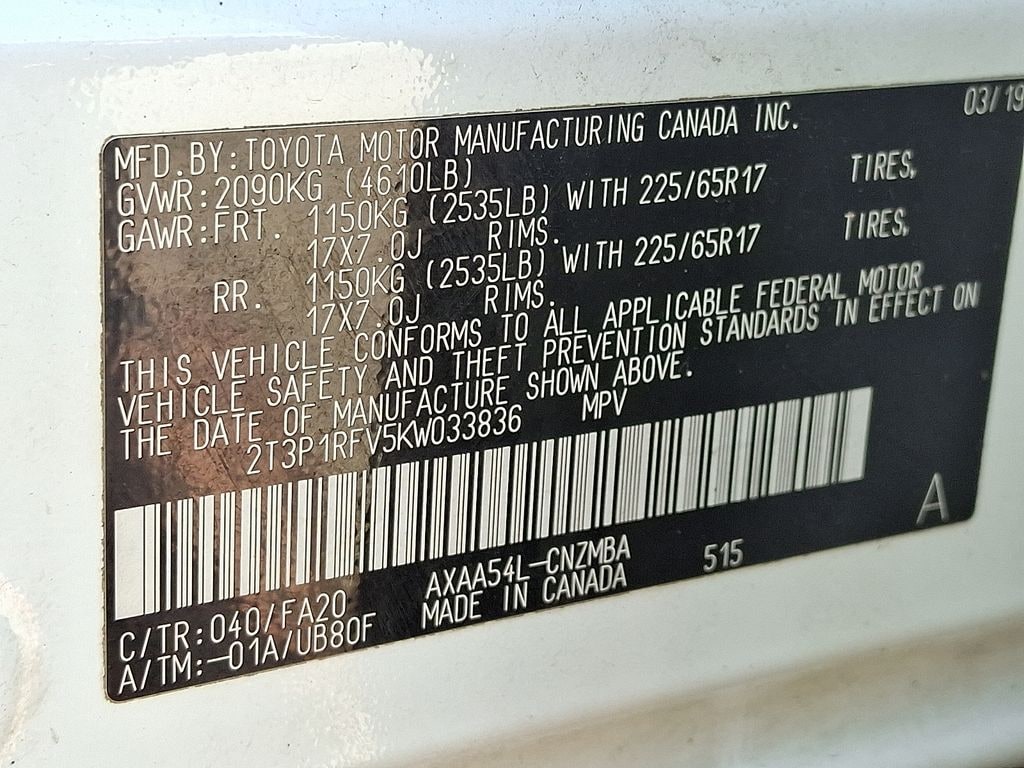 03/19
MFD.BY:TOYOTA MOTOR MANUFACTURING CANADA INC.
GVWR:2090KG (4610LB)
GAWR:FRT. 1150KG (2535LB) WITH 225/65R17 TIRES,
17X7.0J RIMS.
RR. 1150KG (2535LB) WITH 225/65R17 TIRES,
17X7.0J RIMS.
THIS VEHICLE CONFORMS TO ALL APPLICABLE FEDERAL MOTOR
VEHICLE SAFETY AND THEFT PREVENTION STANDARDS IN EFFECT ON
THE DATE OF MANUFACTURE SHOWN ABOVE.
2T3P1RFV5KW033836 MPV
A
AXAA54L-CNZMBA 515
C/TR:040/FA20 MADE IN CANADA
A/TM:-01A/UB80F